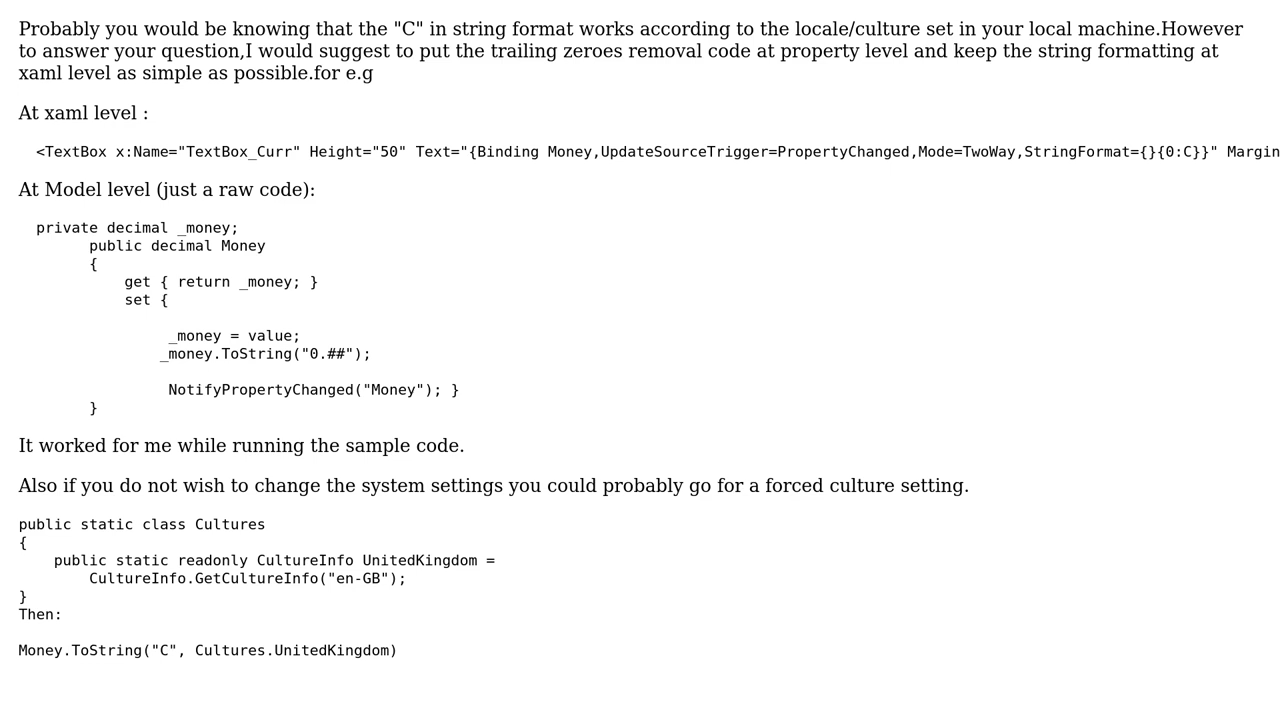 Probably you would be knowing that the "C" in string format works according to the locale/culture set in your local machine.However
to answer your question,I would suggest to put the trailing zeroes removal code at property level and keep the string formatting at
xaml level as simple as possible.for e.g
At xaml level :
<TextBox x:Name="TextBox_Curr" Height="50" Text="{Binding Money,UpdateSourceTrigger=PropertyChanged,Mode=TwoWay,StringFormat={}{0:C}}" Margin
At Model level (just a raw code):
private decimal _money;
public decimal Money
{
get { return _money; }
set {
_money = value;
_money.ToString("0.##");
NotifyPropertyChanged("Money"); }
}
It worked for me while running the sample code.
Also if you do not wish to change the system settings you could probably go for a forced culture setting.
public static class Cultures
{
public static readonly CultureInfo UnitedKingdom =
CultureInfo.GetCultureInfo("en-GB");
}
Then:
Money.ToString("C", Cultures.UnitedKingdom)